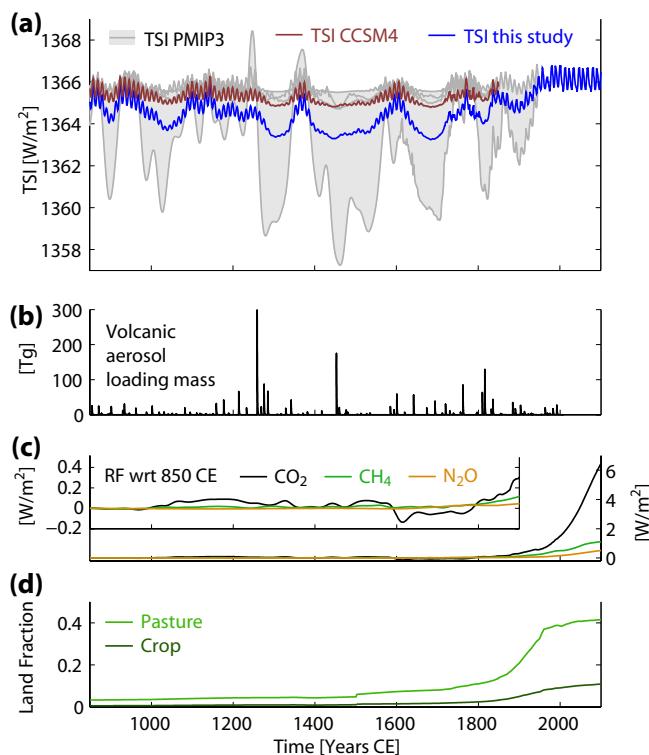 (a)
1368
1366
1364
1362
1360
1358
TSI [W/m²]
TSI PMIP3
TSI CCSM4
TSI this study
(b)
300
200
100
0
[Tg]
Volcanic
aerosol
loading mass
(c)
0.4
0.2
0
−0.2
[W/m²]
RF wrt 850 CE
CO₂
CH₄
N₂O
6
4
2
0
[W/m²]
(d)
0.4
0.2
0
Land Fraction
Pasture
Crop
1000 1200 1400 1600 1800 2000
Time [Years CE]